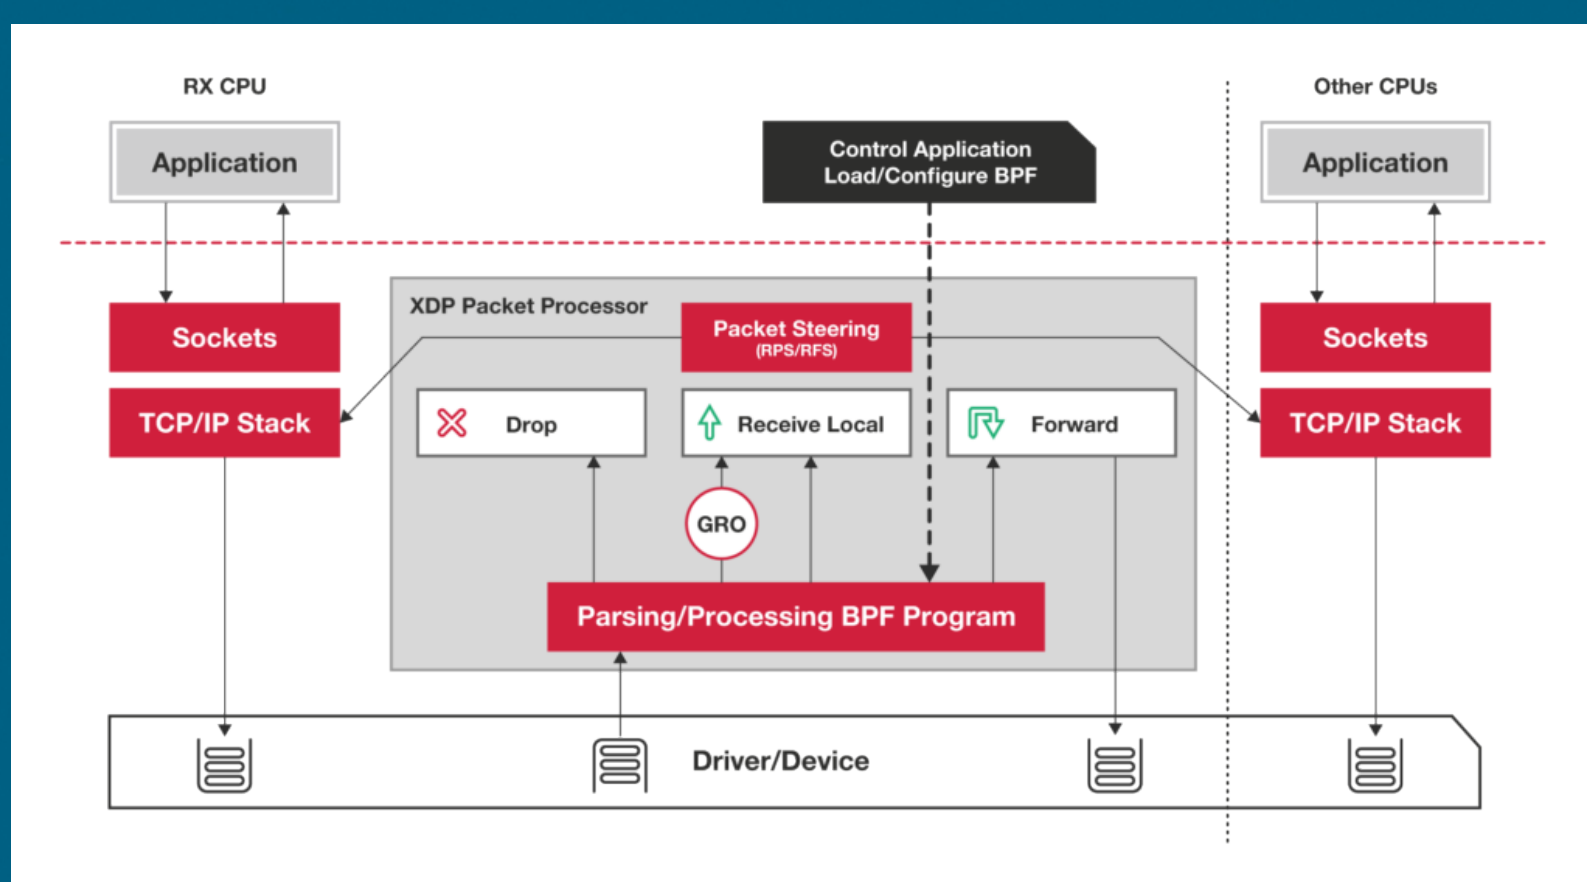 RX CPU
Other CPUs
Application
Control Application
Load/Configure BPF
Application
XDP Packet Processor
Sockets
Packet Steering
(RPS/RFS)
Sockets
TCP/IP Stack
Drop
Receive Local
Forward
TCP/IP Stack
GRO
Parsing/Processing BPF Program
Driver/Device